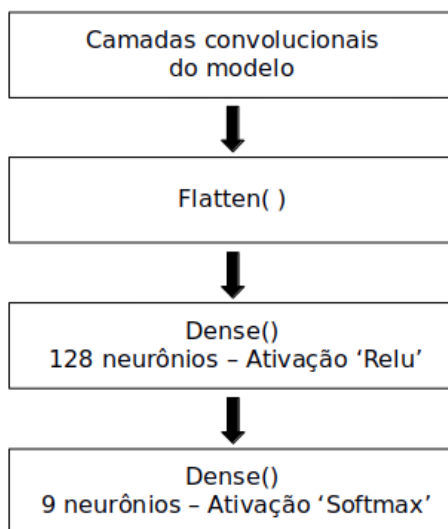 Camadas convolucionais
do modelo
Flatten( )
Dense()
128 neurônios – Ativação ‘Relu’
Dense()
9 neurônios – Ativação ‘Softmax’